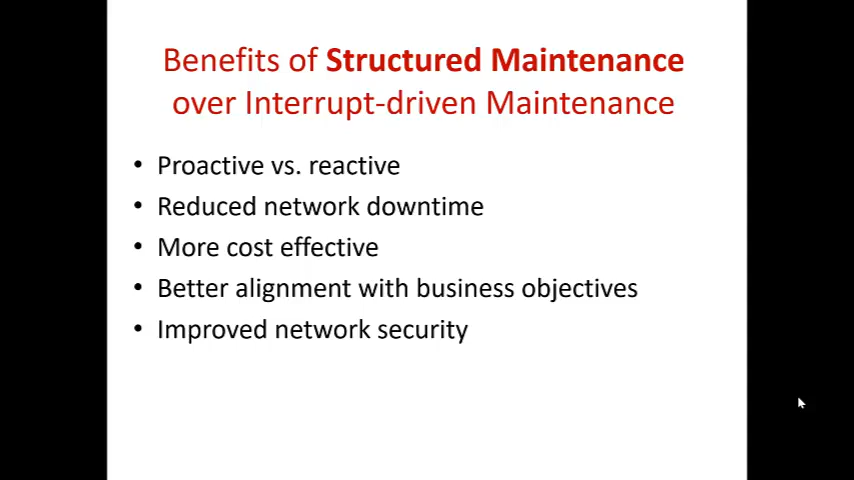 Benefits of Structured Maintenance
over Interrupt-driven Maintenance
• Proactive vs. reactive
• Reduced network downtime
• More cost effective
• Better alignment with business objectives
• Improved network security